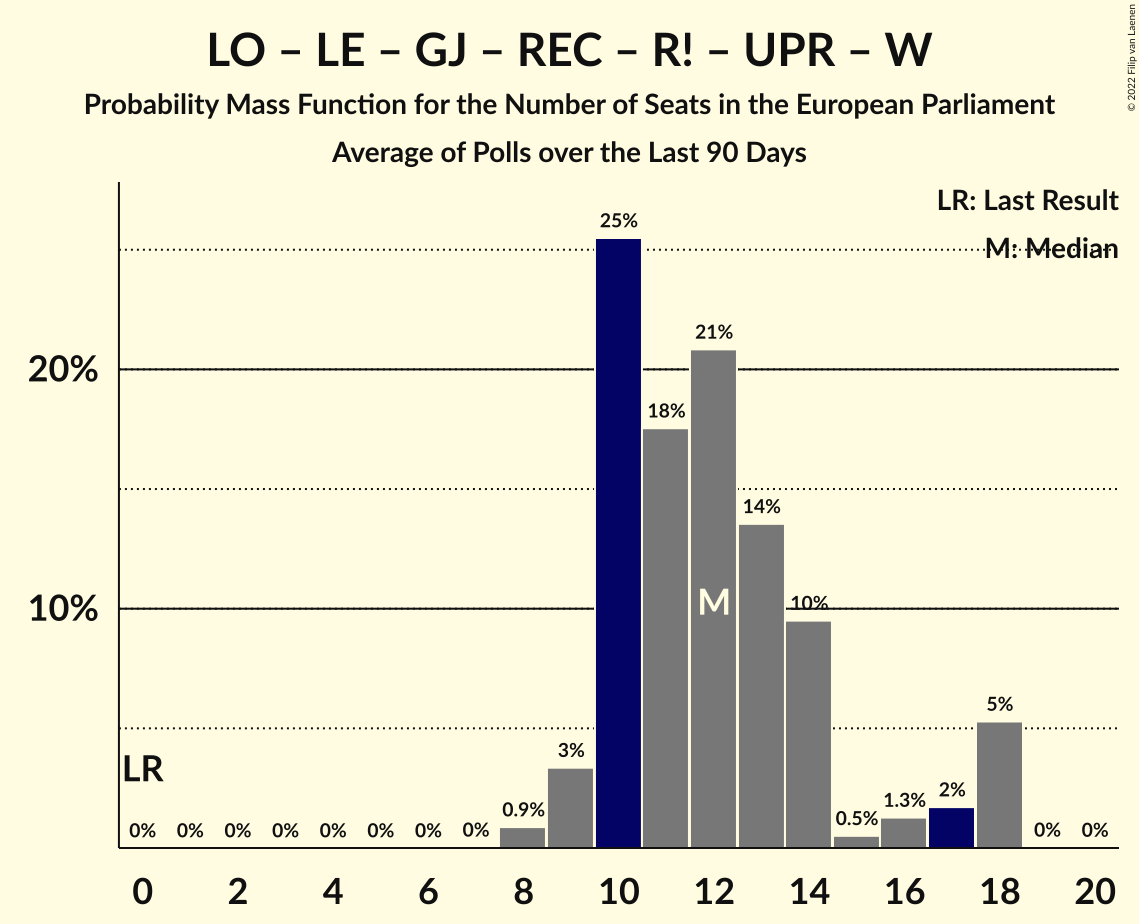 LO – LE – GJ – REC – R! – UPR – W
Probability Mass Function for the Number of Seats in the European Parliament
Average of Polls over the Last 90 Days
© 2022 Filip van Laenen
LR: Last Result
M: Median
25%
21%
20%
18%
14%
10%
10%
M
5%
LR
3%
2%
1.3%
0.9%
0.5%
0% 0% 0% 0% 0% 0% 0% 0% 0% 0%
0 2 4 6 8 10 12 14 16 18 20